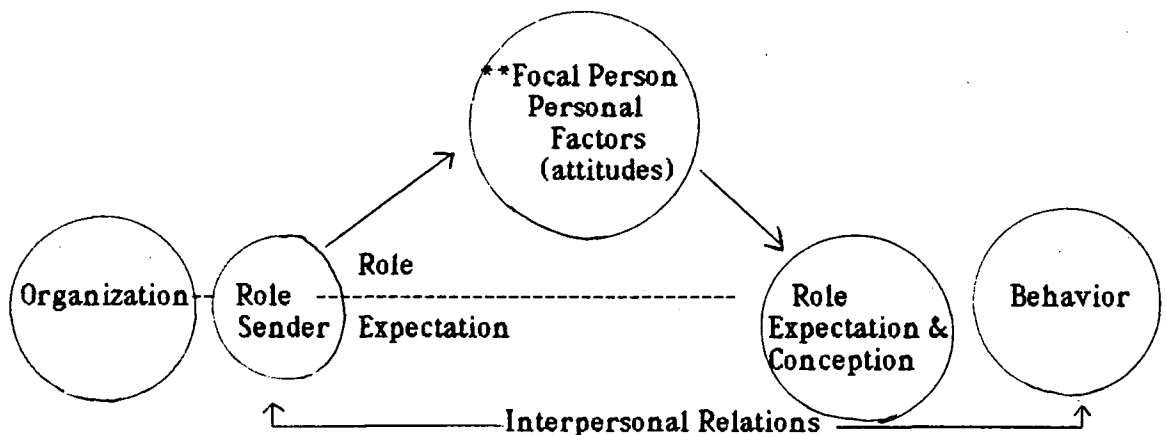 **Focal Person
Personal
Factors
(attitudes)
Organization
Role
Sender
Role
Expectation
Role
Expectation &
Conception
Behavior
Interpersonal Relations